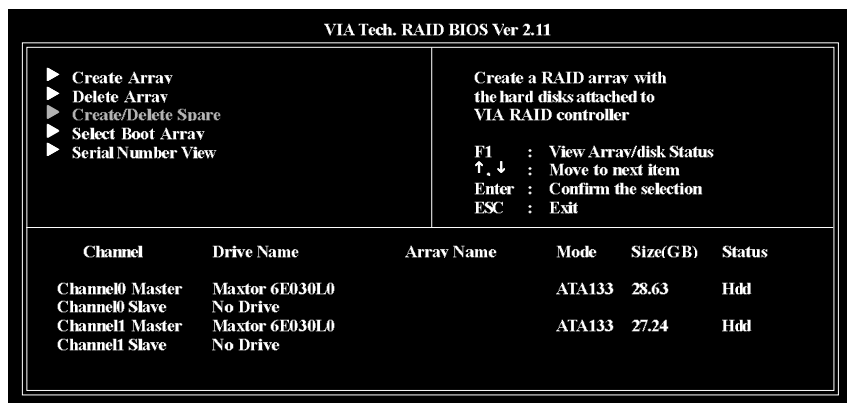 VIA Tech. RAID BIOS Ver 2.11
Create Array
Delete Array
Create/Delete Spare
Select Boot Array
Serial Number View
Create a RAID array with
the hard disks attached to
VIA RAID controller
F1 : View Array/disk Status
↑, ↓ : Move to next item
Enter : Confirm the selection
ESC : Exit
Channel Drive Name Array Name Mode Size(GB) Status
Channel0 Master Maxtor 6E030L0 ATA133 28.63 Hdd
Channel0 Slave No Drive
Channel1 Master Maxtor 6E030L0 ATA133 27.24 Hdd
Channel1 Slave No Drive